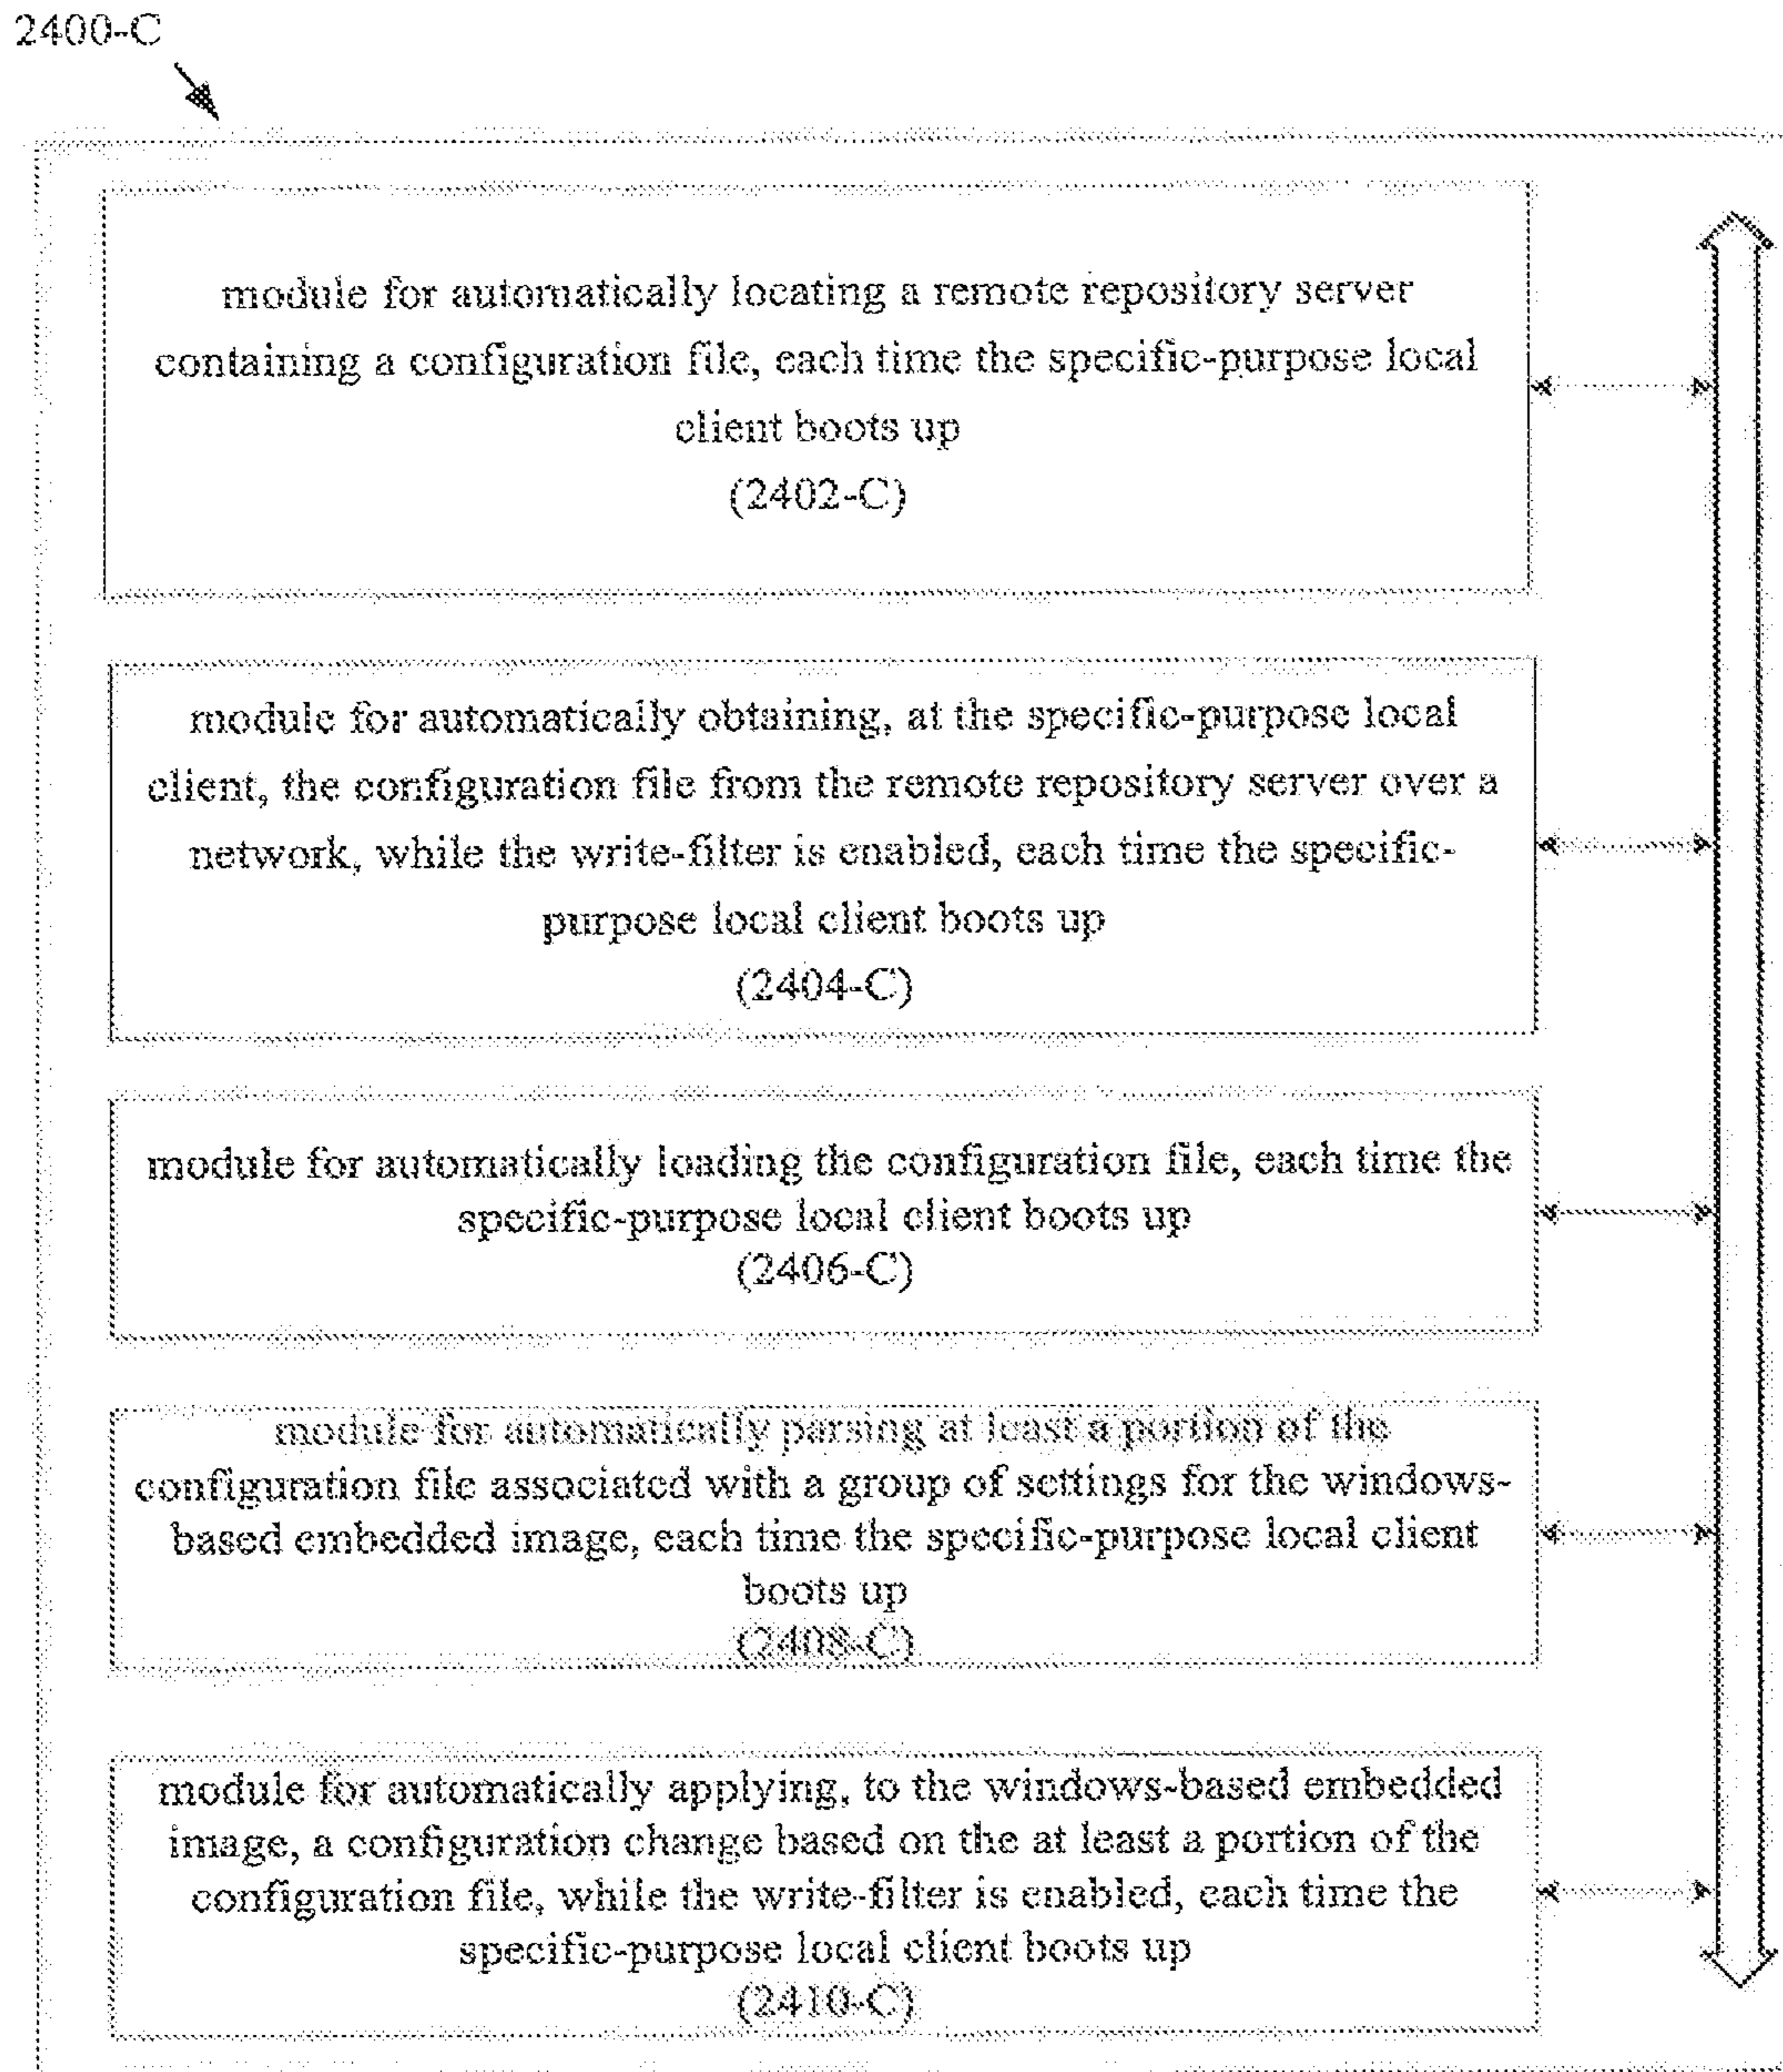 2400-C
module for automatically locating a remote repository server
containing a configuration file, each time the specific-purpose local
client boots up
(2402-C)
module for automatically obtaining, at the specific-purpose local
client, the configuration file from the remote repository server over a
network, while the write-filter is enabled, each time the specific-
purpose local client boots up
(2404-C)
module for automatically loading the configuration file, each time the
specific-purpose local client boots up
(2406-C)
module for automatically parsing at least a portion of the
configuration file associated with a group of settings for the windows-
based embedded image, each time the specific-purpose local client
boots up
(2408-C)
module for automatically applying, to the windows-based embedded
image, a configuration change based on the at least a portion of the
configuration file, while the write-filter is enabled, each time the
specific-purpose local client boots up
(2410-C)